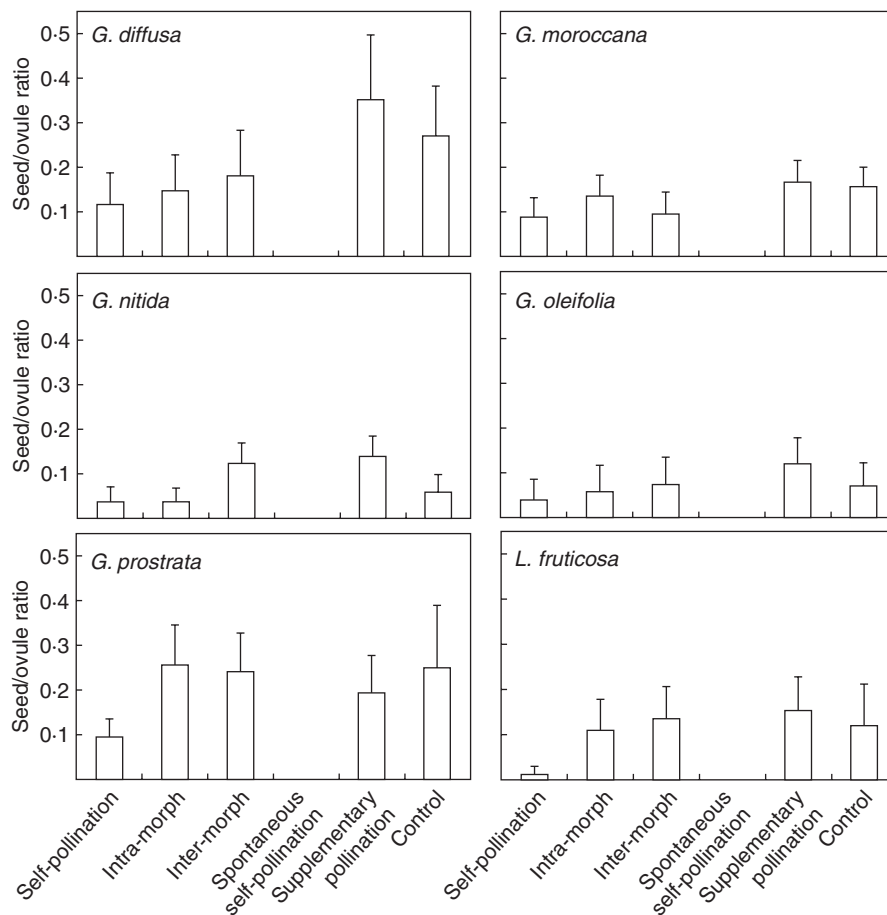 Seed/ovule ratio
0·5
0·4
0·3
0·2
0·1
G. diffusa
G. moroccana
Seed/ovule ratio
0·5
0·4
0·3
0·2
0·1
G. nitida
G. oleifolia
Seed/ovule ratio
0·5
0·4
0·3
0·2
0·1
G. prostrata
L. fruticosa
Self-pollination
Intra-morph
Inter-morph
Spontaneous
self-pollination
Supplementary
pollination
Control
Self-pollination
Intra-morph
Inter-morph
Spontaneous
self-pollination
Supplementary
pollination
Control